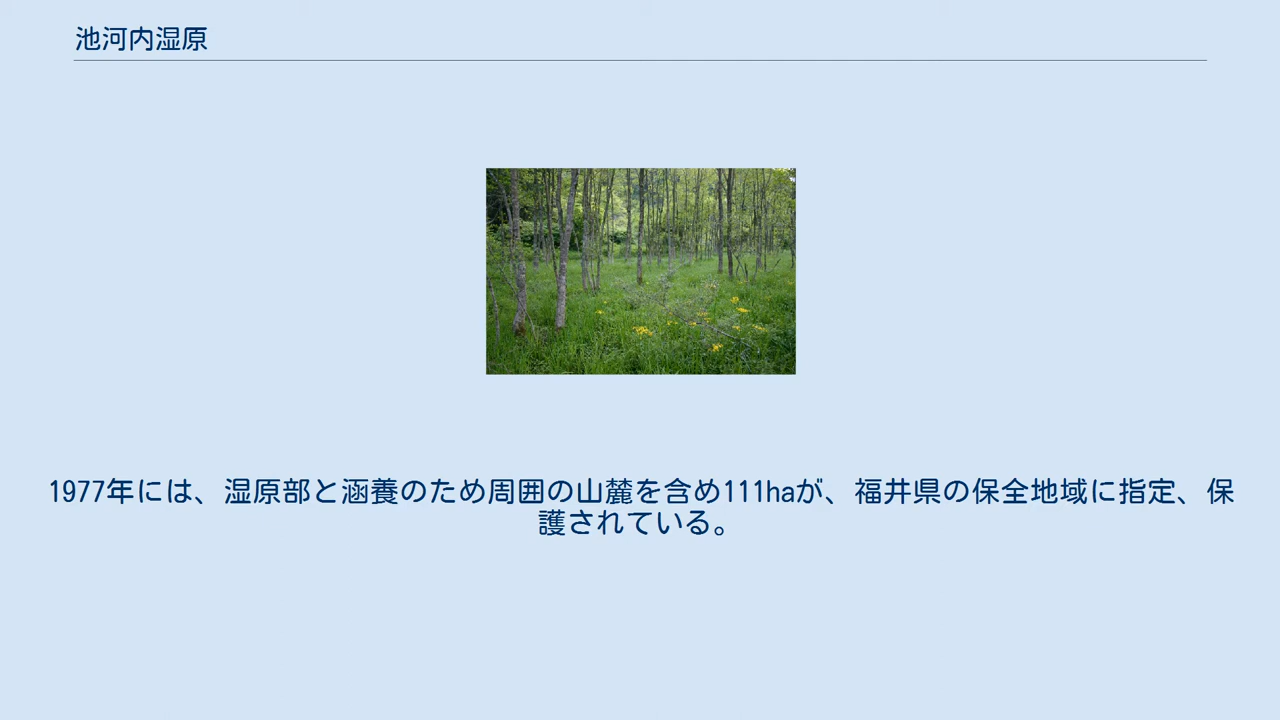 池河内湿原
1977年には、湿原部と涵養のため周囲の山麓を含め111haが、福井県の保全地域に指定、保
護されている。